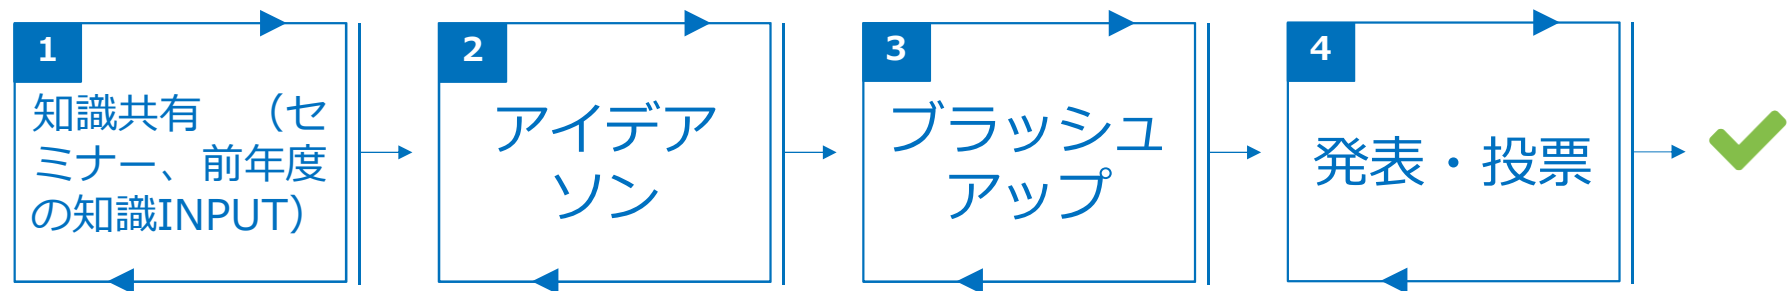 1
知識共有　（セ
ミナー、前年度
の知識INPUT）
2
アイデア
ソン
3
ブラッシュ
アップ
4
発表・投票